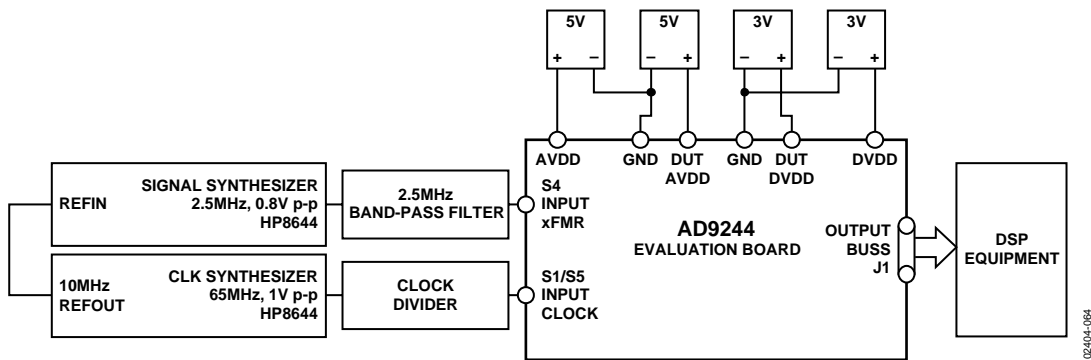 5V
5V
3V
3V
+ −
− +
− +
− +
AVDD
GND
DUT
AVDD
GND
DUT
DVDD
DVDD
REFIN
SIGNAL SYNTHESIZER
2.5MHz, 0.8V p-p
HP8644
2.5MHz
BAND-PASS FILTER
S4
INPUT
xFMR
10MHz
REFOUT
CLK SYNTHESIZER
65MHz, 1V p-p
HP8644
CLOCK
DIVIDER
S1/S5
INPUT
CLOCK
AD9244
EVALUATION BOARD
OUTPUT
BUSS
J1
DSP
EQUIPMENT
02404-064